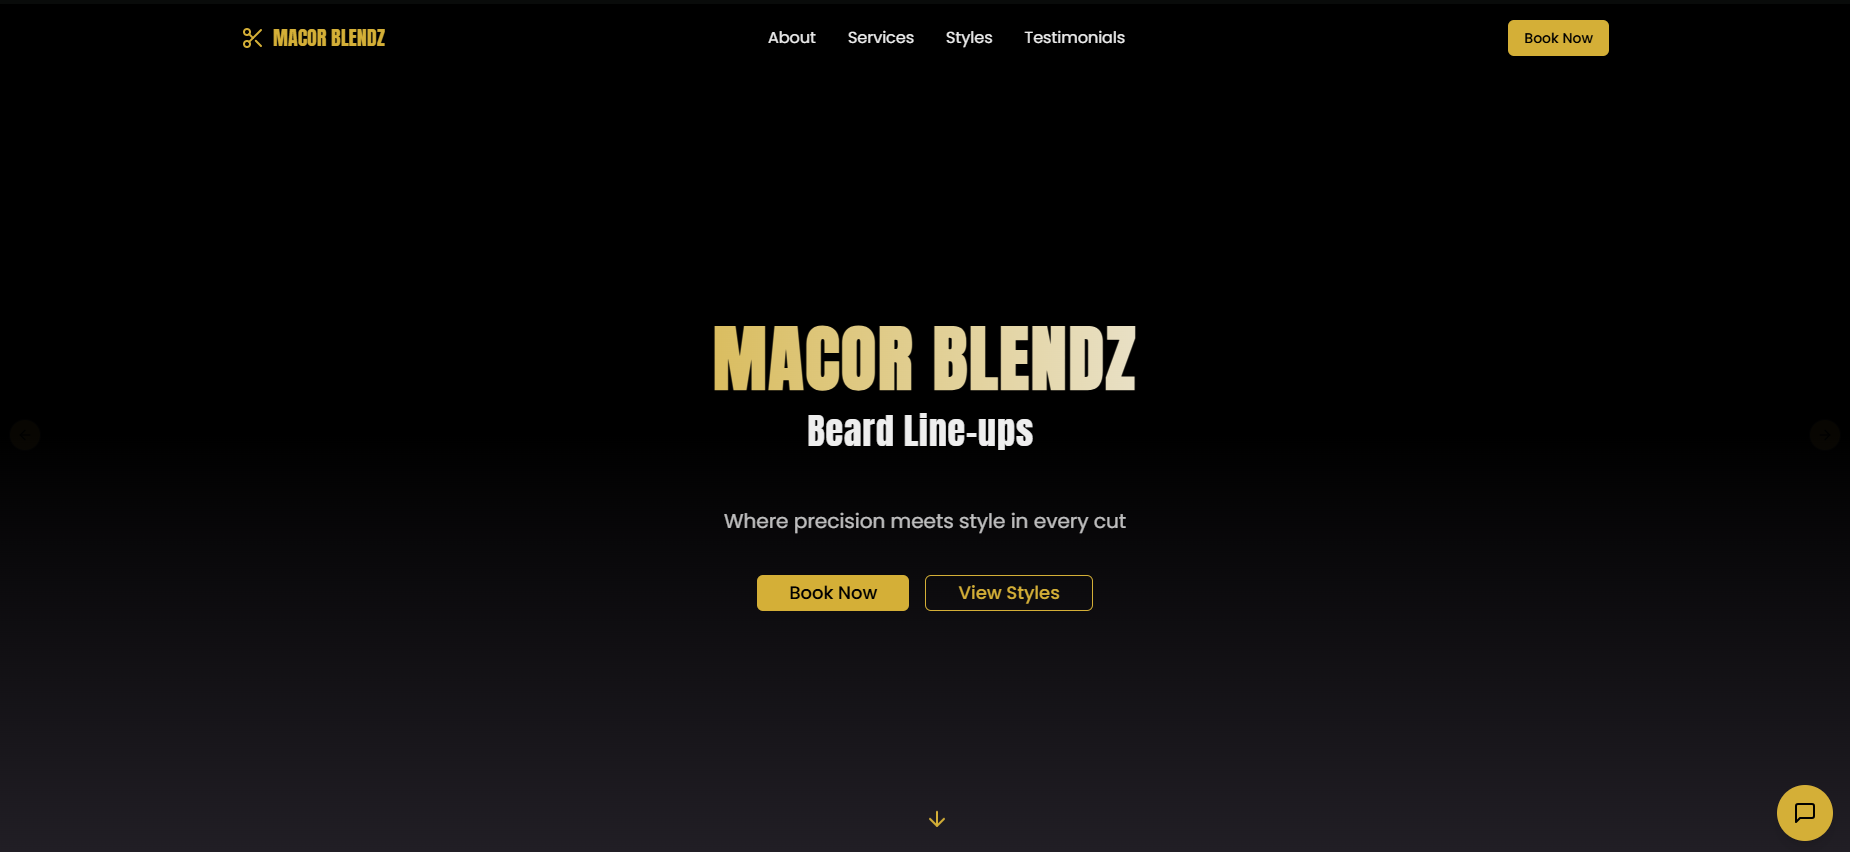 MACOR BLENDZ
About Services Styles Testimonials
Book Now
MACOR BLENDZ
Beard Line-ups
Where precision meets style in every cut
Book Now
View Styles